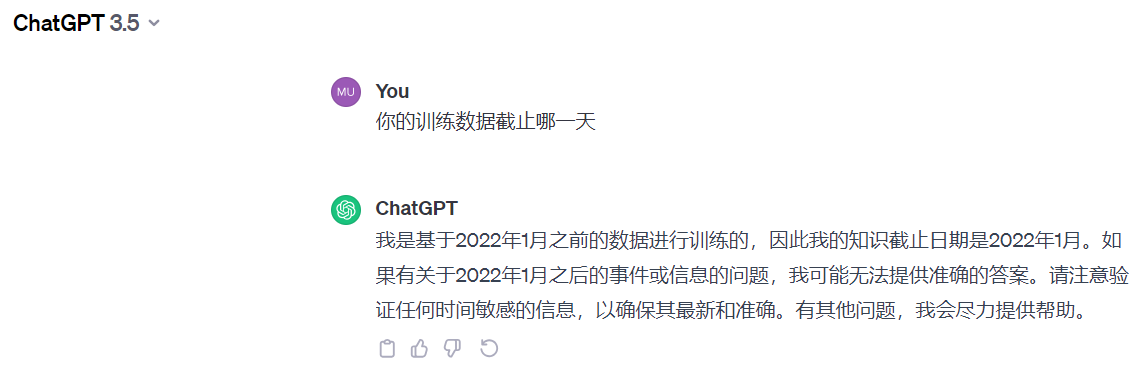 ChatGPT 3.5
MU
You
你的训练数据截止哪一天
ChatGPT
我是基于2022年1月之前的数据进行训练的，因此我的知识截止日期是2022年1月。如
果有关于2022年1月之后的事件或信息的问题，我可能无法提供准确的答案。请注意验
证任何时间敏感的信息，以确保其最新和准确。有其他问题，我会尽力提供帮助。